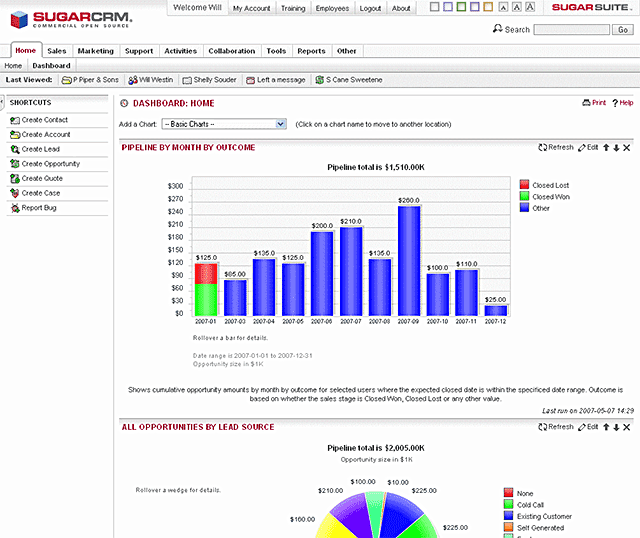 SUGARCRM.
COMMERCIAL OPEN SOURCE
Welcome Will My Account Training Employees Logout About A A A SUGARSUITE.
Search Go
Home Sales Marketing Support Activities Collaboration Tools Reports Other
Home Dashboard
Last Viewed: P Piper & Sons Will Westin Shelly Souder Left a message S Cane Sweetene
SHORTCUTS
Create Contact
Create Account
Create Lead
Create Opportunity
Create Quote
Create Case
Report Bug
DASHBOARD: HOME Print ? Help
Add a Chart: -- Basic Charts -- (Click on a chart name to move to another location)
PIPELINE BY MONTH BY OUTCOME Refresh Edit
Pipeline total is $1,510.00K
$300
$270
$240
$210
$180
$150
$120
$90
$60
$30
$0
$125.0 $85.00 $135.0 $125.0 $200.0 $210.0 $135.0 $260.0 $100.0 $110.0 $25.00
2007-01 2007-03 2007-04 2007-05 2007-06 2007-07 2007-08 2007-09 2007-10 2007-11 2007-12
Closed Lost
Closed Won
Other
Rollover a bar for details.
Date range is 2007-01-01 to 2007-12-31
Opportunity size in $1K
Shows cumulative opportunity amounts by month by outcome for selected users where the expected closed date is within the specificed date range. Outcome is
based on whether the sales stage is Closed Won, Closed Lost or any other value.
Last run on 2007-05-07 14:29
ALL OPPORTUNITIES BY LEAD SOURCE Refresh Edit
Pipeline total is $2,005.00K
Opportunity size in $1K
Rollover a wedge for details.
$100.00 $10.00
$210.00 $225.00
$160.00 $225.00
None
Cold Call
Existing Customer
Self Generated